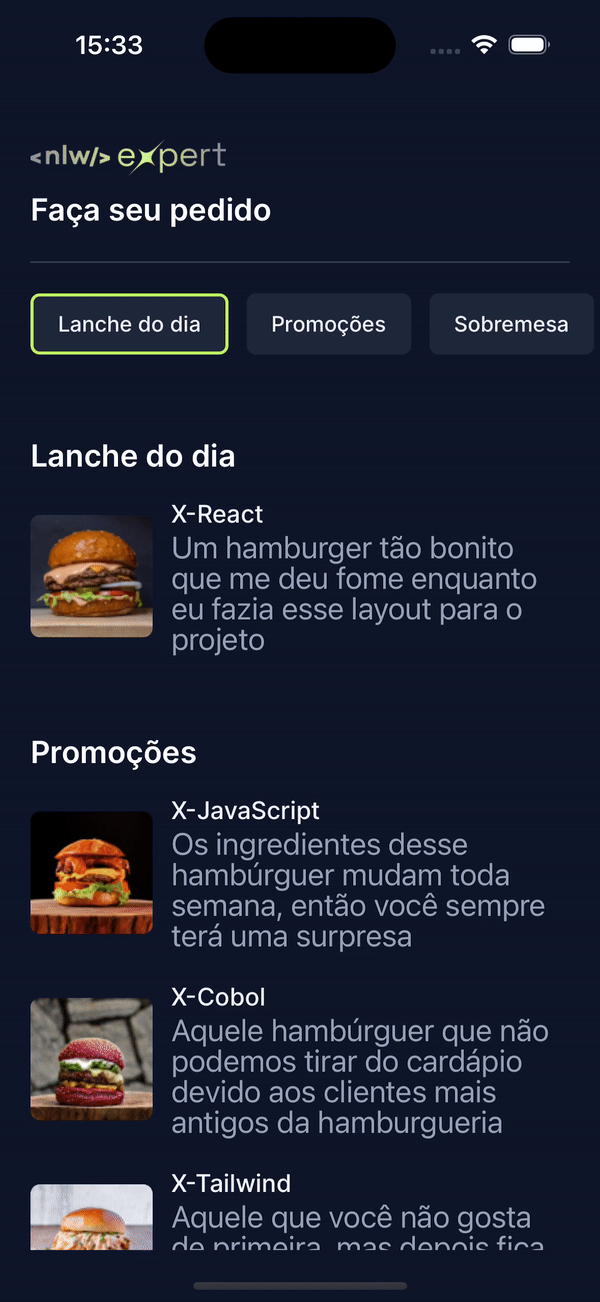 15:33
<nlw/> expert
Faça seu pedido
Lanche do dia
Promoções
Sobremesa
Lanche do dia
X-React
Um hamburger tão bonito
que me deu fome enquanto
eu fazia esse layout para o
projeto
Promoções
X-JavaScript
Os ingredientes desse
hambúrguer mudam toda
semana, então você sempre
terá uma surpresa
X-Cobol
Aquele hambúrguer que não
podemos tirar do cardápio
devido aos clientes mais
antigos da hamburgueria
X-Tailwind
Aquele que você não gosta
de primeira, mas depois fica